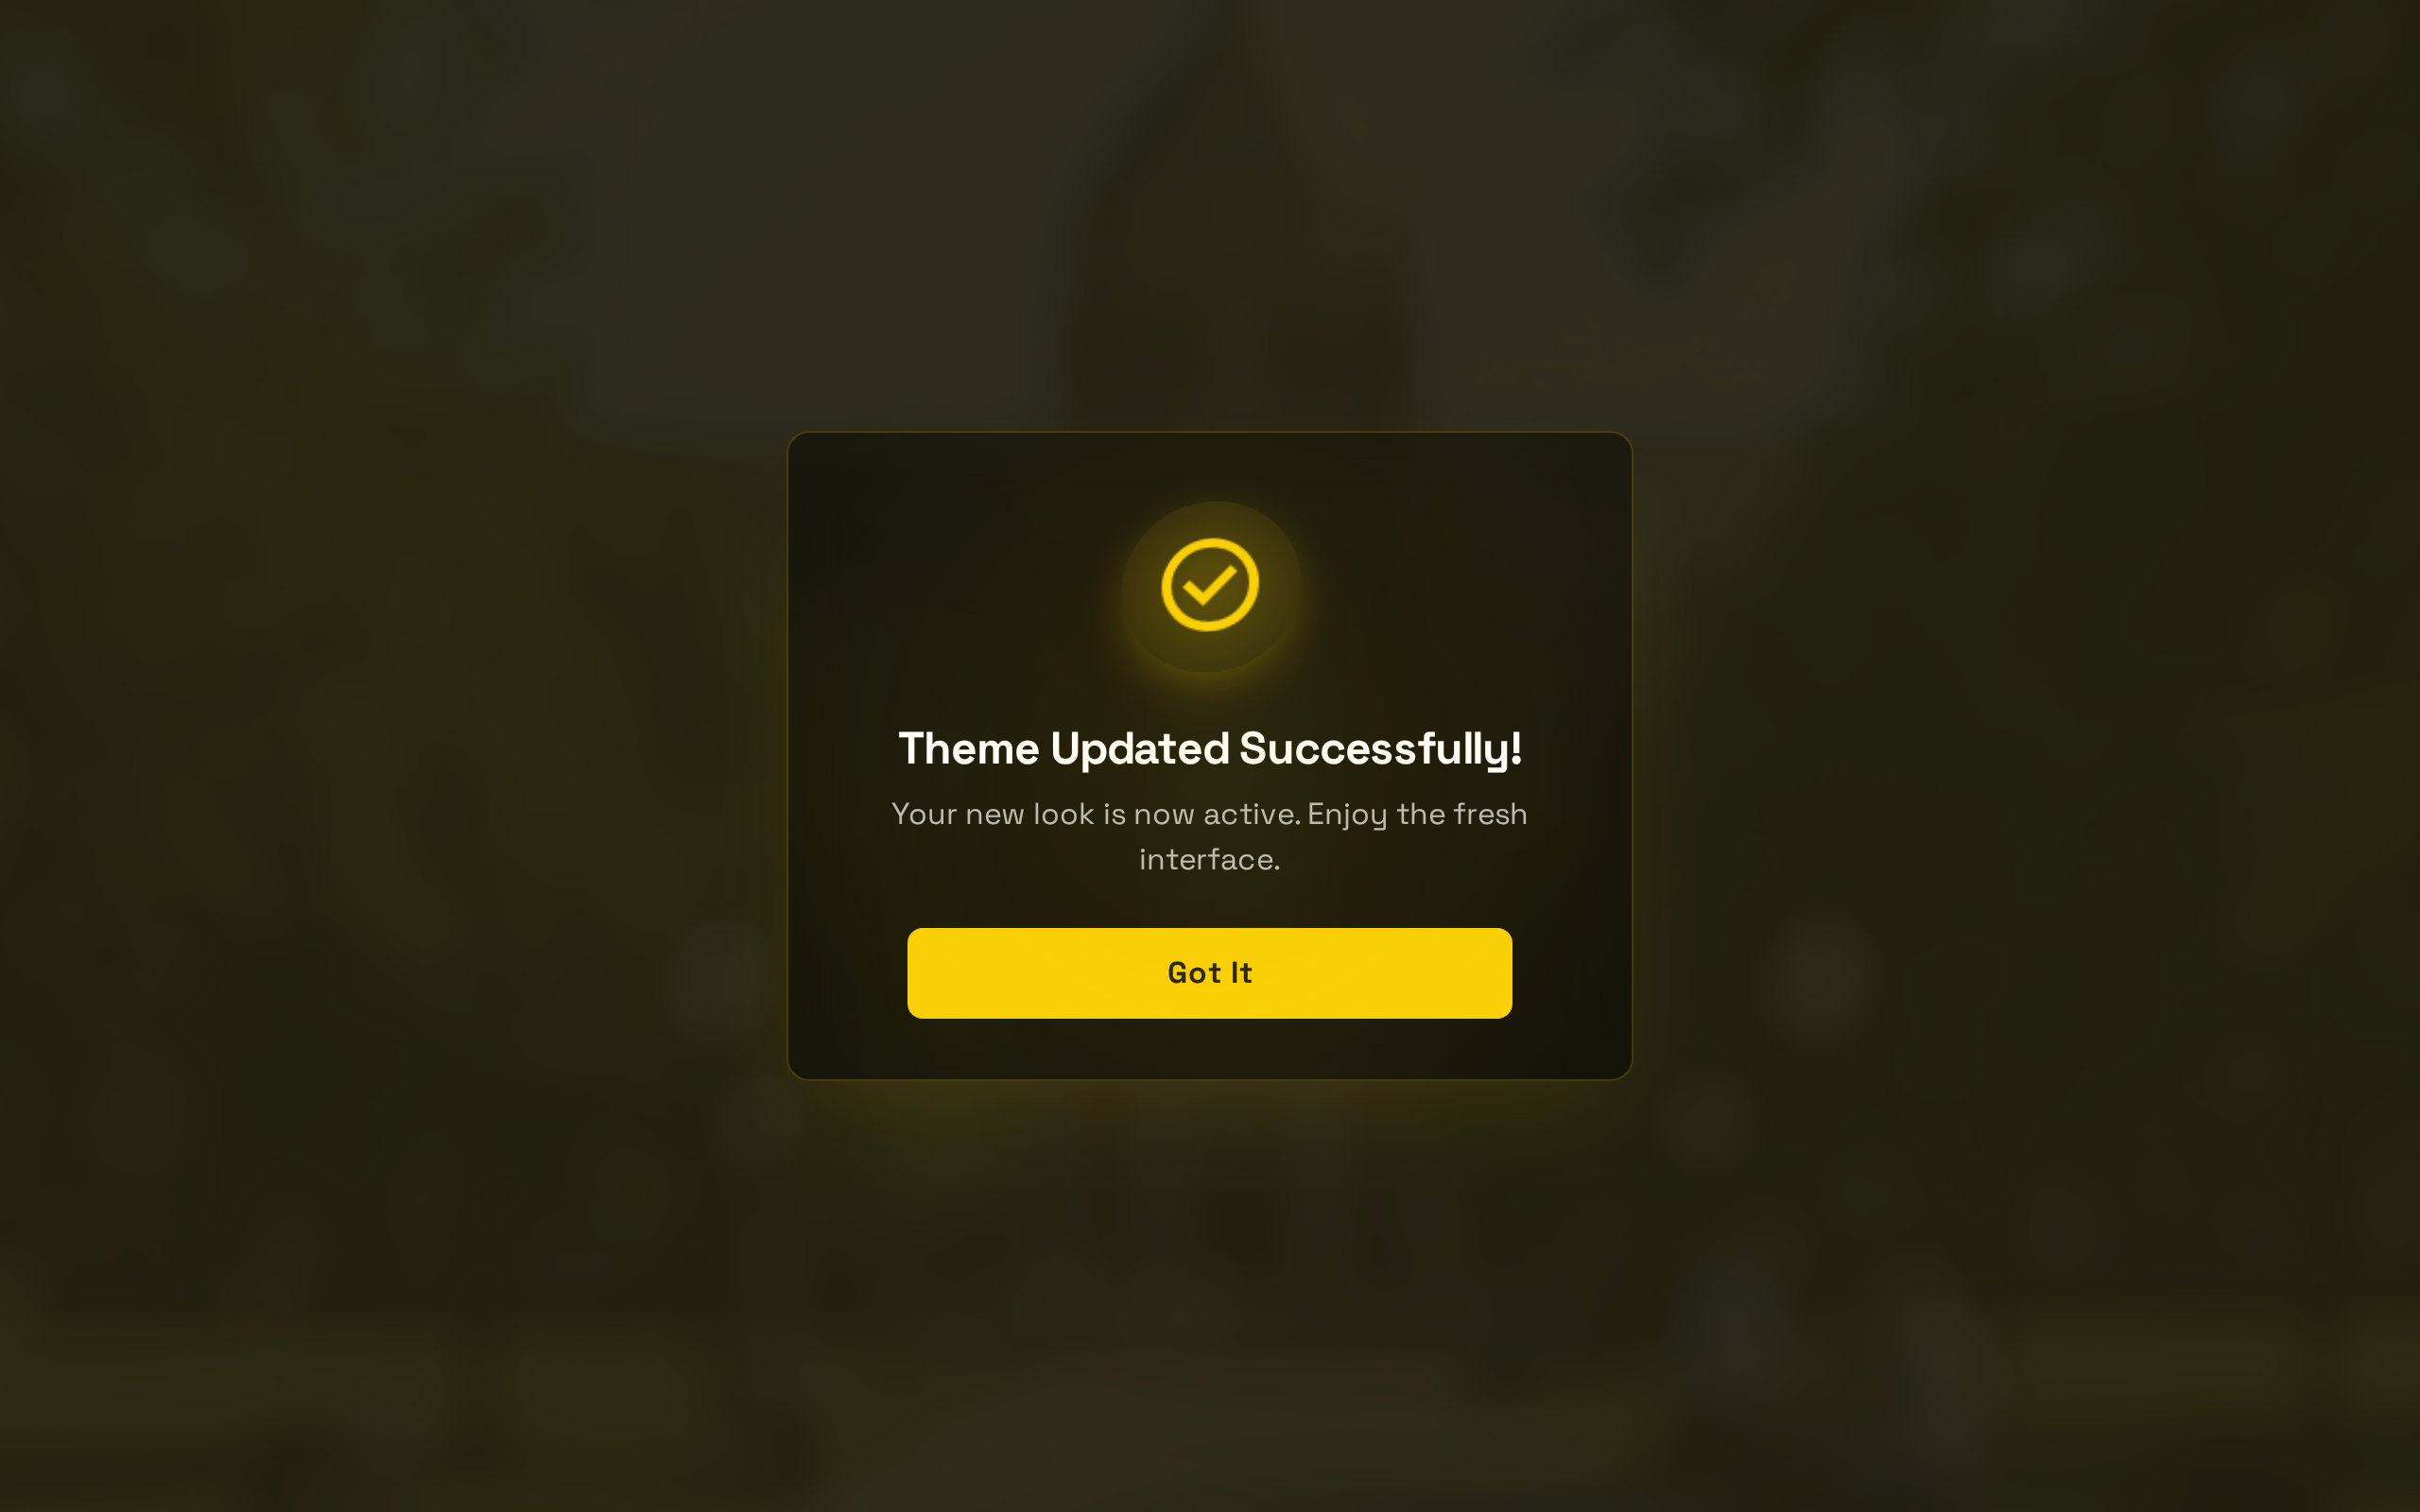 Theme Updated Successfully!
Your new look is now active. Enjoy the fresh
interface.
Got It